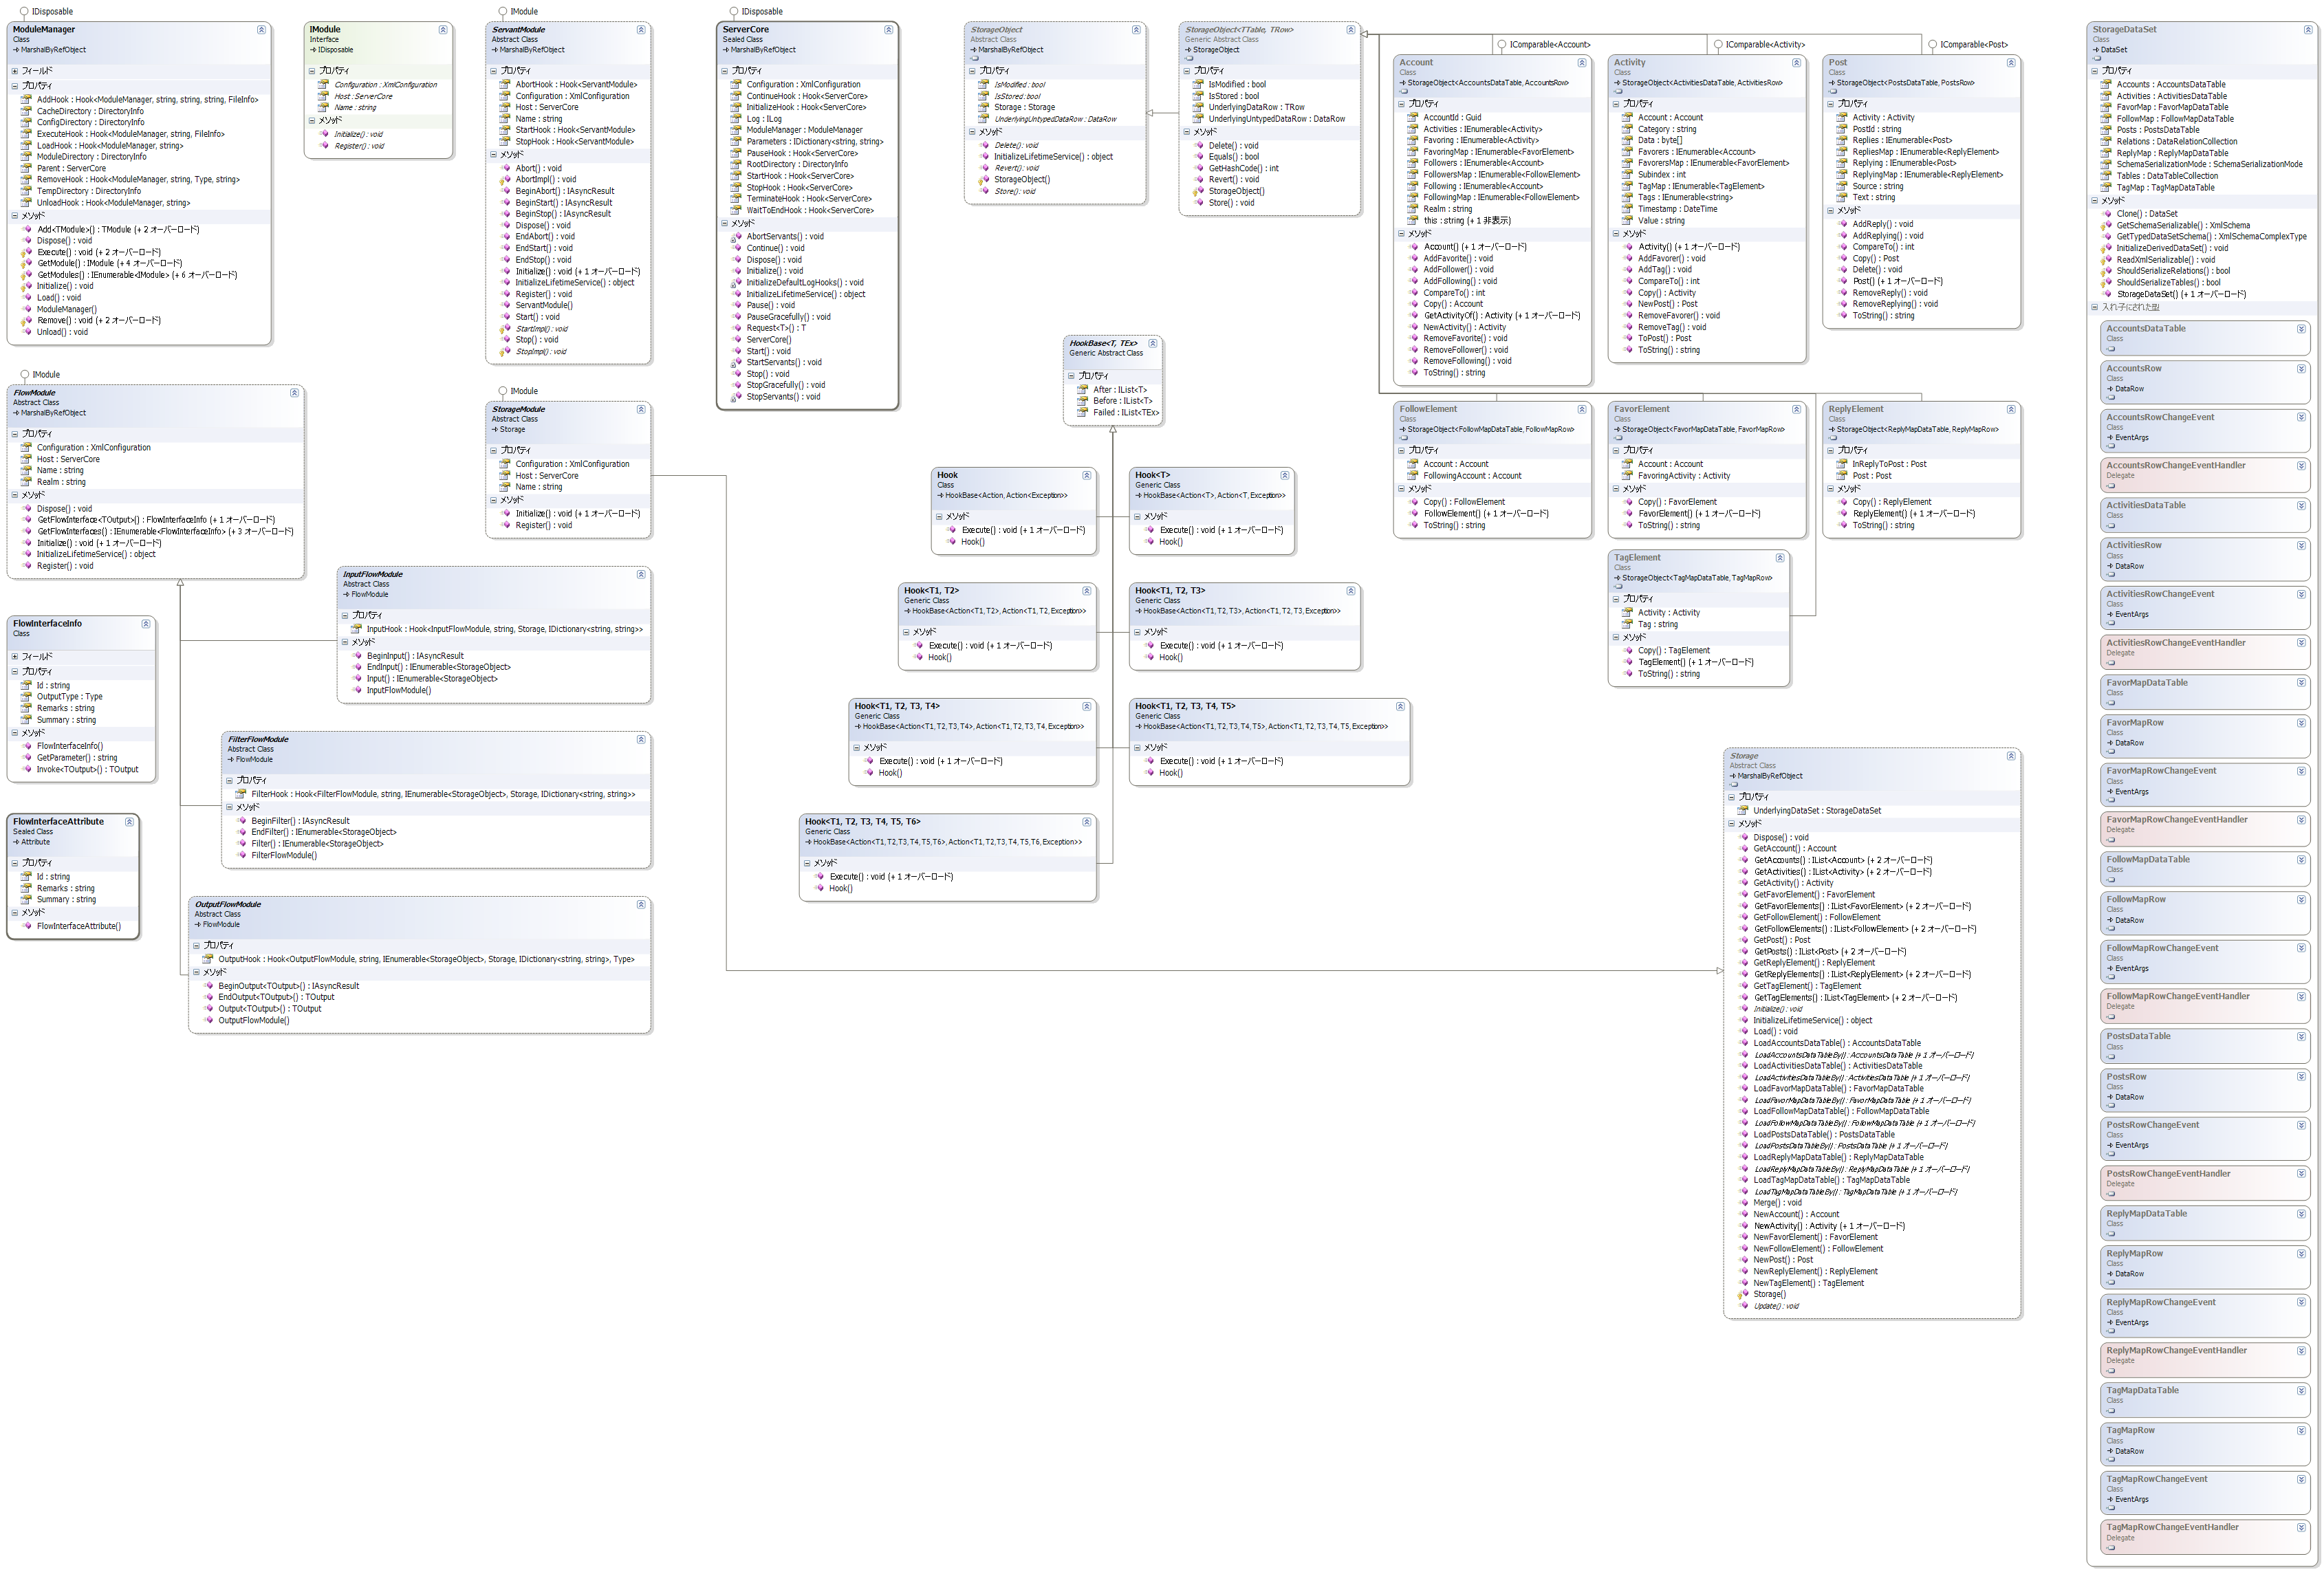 IDisposable
ModuleManager
Class
MarshalByRefObject
フィールド
プロパティ
AddHook : Hook<ModuleManager, string, string, string, FileInfo>
CacheDirectory : DirectoryInfo
ConfigDirectory : DirectoryInfo
ExecuteHook : Hook<ModuleManager, string, FileInfo>
LoadHook : Hook<ModuleManager, string>
ModuleDirectory : DirectoryInfo
Parent : ServerCore
RemoveHook : Hook<ModuleManager, string, Type, string>
TempDirectory : DirectoryInfo
UnloadHook : Hook<ModuleManager, string>
メソッド
Add<TModule>() : TModule (+ 2 オーバーロード)
Dispose() : void
Execute() : void (+ 2 オーバーロード)
GetModule() : IModule (+ 4 オーバーロード)
GetModules() : IEnumerable<IModule> (+ 6 オーバーロード)
Initialize() : void
Load() : void
ModuleManager()
Remove() : void (+ 2 オーバーロード)
Unload() : void
IModule
Interface
IDisposable
プロパティ
Configuration : XmlConfiguration
Host : ServerCore
Name : string
メソッド
Initialize() : void
Register() : void
IModule
ServantModule
Abstract Class
MarshalByRefObject
プロパティ
AbortHook : Hook<ServantModule>
Configuration : XmlConfiguration
Host : ServerCore
Name : string
StartHook : Hook<ServantModule>
StopHook : Hook<ServantModule>
メソッド
Abort() : void
AbortImpl() : void
BeginAbort() : IAsyncResult
BeginStart() : IAsyncResult
BeginStop() : IAsyncResult
Dispose() : void
EndAbort() : void
EndStart() : void
EndStop() : void
Initialize() : void (+ 1 オーバーロード)
InitializeLifetimeService() : object
Register() : void
ServantModule()
Start() : void
StartImpl() : void
Stop() : void
StopImpl() : void
IDisposable
ServerCore
Sealed Class
MarshalByRefObject
プロパティ
Configuration : XmlConfiguration
ContinueHook : Hook<ServerCore>
InitializeHook : Hook<ServerCore>
Log : ILog
ModuleManager : ModuleManager
Parameters : IDictionary<string, string>
PauseHook : Hook<ServerCore>
RootDirectory : DirectoryInfo
StartHook : Hook<ServerCore>
StopHook : Hook<ServerCore>
TerminateHook : Hook<ServerCore>
WaitToEndHook : Hook<ServerCore>
メソッド
AbortServants() : void
Continue() : void
Dispose() : void
Initialize() : void
InitializeDefaultLogHooks() : void
InitializeLifetimeService() : object
Pause() : void
PauseGracefully() : void
Request<T>() : T
ServerCore()
Start() : void
StartServants() : void
Stop() : void
StopGracefully() : void
StopServants() : void
StorageObject
Abstract Class
MarshalByRefObject
プロパティ
IsModified : bool
IsStored : bool
Storage : Storage
UnderlyingUntypedDataRow : DataRow
メソッド
Delete() : void
InitializeLifetimeService() : object
Revert() : void
StorageObject()
Store() : void
StorageObject<TTable, TRow>
Generic Abstract Class
StorageObject
プロパティ
IsModified : bool
IsStored : bool
UnderlyingDataRow : TRow
UnderlyingUntypedDataRow : DataRow
メソッド
Delete() : void
Equals() : bool
GetHashCode() : int
Revert() : void
StorageObject()
Store() : void
IComparable<Account>
Account
Class
StorageObject<AccountsDataTable, AccountsRow>
プロパティ
AccountId : Guid
Activities : IEnumerable<Activity>
Favoring : IEnumerable<Activity>
FavoringMap : IEnumerable<FavorElement>
Followers : IEnumerable<Account>
FollowersMap : IEnumerable<FollowElement>
Following : IEnumerable<Account>
FollowingMap : IEnumerable<FollowElement>
Realm : string
this : string (+ 1 非表示)
メソッド
Account() (+ 1 オーバーロード)
AddFavorite() : void
AddFollower() : void
AddFollowing() : void
CompareTo() : int
Copy() : Account
GetActivityOf() : Activity (+ 1 オーバーロード)
NewActivity() : Activity
RemoveFavorite() : void
RemoveFollower() : void
RemoveFollowing() : void
ToString() : string
IComparable<Activity>
Activity
Class
StorageObject<ActivitiesDataTable, ActivitiesRow>
プロパティ
Account : Account
Category : string
Data : byte[]
Favorers : IEnumerable<Account>
FavorersMap : IEnumerable<FavorElement>
Subindex : int
TagMap : IEnumerable<TagElement>
Tags : IEnumerable<string>
Timestamp : DateTime
Value : string
メソッド
Activity() (+ 1 オーバーロード)
AddFavorer() : void
AddTag() : void
CompareTo() : int
Copy() : Activity
NewPost() : Post
RemoveFavorer() : void
RemoveTag() : void
ToPost() : Post
ToString() : string
IComparable<Post>
Post
Class
StorageObject<PostsDataTable, PostsRow>
プロパティ
Activity : Activity
PostId : string
Replies : IEnumerable<Post>
RepliesMap : IEnumerable<ReplyElement>
Replying : IEnumerable<Post>
ReplyingMap : IEnumerable<ReplyElement>
Source : string
Text : string
メソッド
AddReply() : void
AddReplying() : void
CompareTo() : int
Copy() : Post
Delete() : void
Post() (+ 1 オーバーロード)
RemoveReply() : void
RemoveReplying() : void
ToString() : string
StorageDataSet
Class
DataSet
プロパティ
Accounts : AccountsDataTable
Activities : ActivitiesDataTable
FavorMap : FavorMapDataTable
FollowMap : FollowMapDataTable
Posts : PostsDataTable
Relations : DataRelationCollection
ReplyMap : ReplyMapDataTable
SchemaSerializationMode : SchemaSerializationMode
Tables : DataTableCollection
TagMap : TagMapDataTable
メソッド
Clone() : DataSet
GetSchemaSerializable() : XmlSchema
GetTypedDataSetSchema() : XmlSchemaComplexType
InitializeDerivedDataSet() : void
ReadXmlSerializable() : void
ShouldSerializeRelations() : bool
ShouldSerializeTables() : bool
StorageDataSet() (+ 1 オーバーロード)
入れ子にされた型
AccountsDataTable
Class
AccountsRow
Class
DataRow
AccountsRowChangeEvent
Class
EventArgs
AccountsRowChangeEventHandler
Delegate
ActivitiesDataTable
Class
ActivitiesRow
Class
DataRow
ActivitiesRowChangeEvent
Class
EventArgs
ActivitiesRowChangeEventHandler
Delegate
FavorMapDataTable
Class
FavorMapRow
Class
DataRow
FavorMapRowChangeEvent
Class
EventArgs
FavorMapRowChangeEventHandler
Delegate
FollowMapDataTable
Class
FollowMapRow
Class
DataRow
FollowMapRowChangeEvent
Class
EventArgs
FollowMapRowChangeEventHandler
Delegate
PostsDataTable
Class
PostsRow
Class
DataRow
PostsRowChangeEvent
Class
EventArgs
PostsRowChangeEventHandler
Delegate
ReplyMapDataTable
Class
ReplyMapRow
Class
DataRow
ReplyMapRowChangeEvent
Class
EventArgs
ReplyMapRowChangeEventHandler
Delegate
TagMapDataTable
Class
TagMapRow
Class
DataRow
TagMapRowChangeEvent
Class
EventArgs
TagMapRowChangeEventHandler
Delegate
IModule
FlowModule
Abstract Class
MarshalByRefObject
プロパティ
Configuration : XmlConfiguration
Host : ServerCore
Name : string
Realm : string
メソッド
Dispose() : void
GetFlowInterface<TOutput>() : FlowInterfaceInfo (+ 1 オーバーロード)
GetFlowInterfaces() : IEnumerable<FlowInterfaceInfo> (+ 3 オーバーロード)
Initialize() : void (+ 1 オーバーロード)
InitializeLifetimeService() : object
Register() : void
IModule
StorageModule
Abstract Class
Storage
プロパティ
Configuration : XmlConfiguration
Host : ServerCore
Name : string
メソッド
Initialize() : void (+ 1 オーバーロード)
Register() : void
HookBase<T, TEx>
Generic Abstract Class
プロパティ
After : IList<T>
Before : IList<T>
Failed : IList<TEx>
Hook
Class
HookBase<Action, Action<Exception>>
メソッド
Execute() : void (+ 1 オーバーロード)
Hook()
Hook<T>
Generic Class
HookBase<Action<T>, Action<T, Exception>>
メソッド
Execute() : void (+ 1 オーバーロード)
Hook()
Hook<T1, T2>
Generic Class
HookBase<Action<T1, T2>, Action<T1, T2, Exception>>
メソッド
Execute() : void (+ 1 オーバーロード)
Hook()
Hook<T1, T2, T3>
Generic Class
HookBase<Action<T1, T2, T3>, Action<T1, T2, T3, Exception>>
メソッド
Execute() : void (+ 1 オーバーロード)
Hook()
Hook<T1, T2, T3, T4>
Generic Class
HookBase<Action<T1, T2, T3, T4>, Action<T1, T2, T3, T4, Exception>>
メソッド
Execute() : void (+ 1 オーバーロード)
Hook()
Hook<T1, T2, T3, T4, T5>
Generic Class
HookBase<Action<T1, T2, T3, T4, T5>, Action<T1, T2, T3, T4, T5, Exception>>
メソッド
Execute() : void (+ 1 オーバーロード)
Hook()
Hook<T1, T2, T3, T4, T5, T6>
Generic Class
HookBase<Action<T1, T2, T3, T4, T5, T6>, Action<T1, T2, T3, T4, T5, T6, Exception>>
メソッド
Execute() : void (+ 1 オーバーロード)
Hook()
FollowElement
Class
StorageObject<FollowMapDataTable, FollowMapRow>
プロパティ
Account : Account
FollowingAccount : Account
メソッド
Copy() : FollowElement
FollowElement() (+ 1 オーバーロード)
ToString() : string
FavorElement
Class
StorageObject<FavorMapDataTable, FavorMapRow>
プロパティ
Account : Account
FavoringActivity : Activity
メソッド
Copy() : FavorElement
FavorElement() (+ 1 オーバーロード)
ToString() : string
ReplyElement
Class
StorageObject<ReplyMapDataTable, ReplyMapRow>
プロパティ
InReplyToPost : Post
Post : Post
メソッド
Copy() : ReplyElement
ReplyElement() (+ 1 オーバーロード)
ToString() : string
TagElement
Class
StorageObject<TagMapDataTable, TagMapRow>
プロパティ
Activity : Activity
Tag : string
メソッド
Copy() : TagElement
TagElement() (+ 1 オーバーロード)
ToString() : string
InputFlowModule
Abstract Class
FlowModule
プロパティ
InputHook : Hook<InputFlowModule, string, Storage, IDictionary<string, string>>
メソッド
BeginInput() : IAsyncResult
EndInput() : IEnumerable<StorageObject>
Input() : IEnumerable<StorageObject>
InputFlowModule()
FlowInterfaceInfo
Class
フィールド
プロパティ
Id : string
OutputType : Type
Remarks : string
Summary : string
メソッド
FlowInterfaceInfo()
GetParameter() : string
Invoke<TOutput>() : TOutput
FilterFlowModule
Abstract Class
FlowModule
プロパティ
FilterHook : Hook<FilterFlowModule, string, IEnumerable<StorageObject>, Storage, IDictionary<string, string>>
メソッド
BeginFilter() : IAsyncResult
EndFilter() : IEnumerable<StorageObject>
Filter() : IEnumerable<StorageObject>
FilterFlowModule()
FlowInterfaceAttribute
Sealed Class
Attribute
プロパティ
Id : string
Remarks : string
Summary : string
メソッド
FlowInterfaceAttribute()
OutputFlowModule
Abstract Class
FlowModule
プロパティ
OutputHook : Hook<OutputFlowModule, string, IEnumerable<StorageObject>, Storage, IDictionary<string, string>, Type>
メソッド
BeginOutput<TOutput>() : IAsyncResult
EndOutput<TOutput>() : TOutput
Output<TOutput>() : TOutput
OutputFlowModule()
Storage
Abstract Class
MarshalByRefObject
プロパティ
UnderlyingDataSet : StorageDataSet
メソッド
Dispose() : void
GetAccount() : Account
GetAccounts() : IList<Account> (+ 2 オーバーロード)
GetActivities() : IList<Activity> (+ 2 オーバーロード)
GetActivity() : Activity
GetFavorElement() : FavorElement
GetFavorElements() : IList<FavorElement> (+ 2 オーバーロード)
GetFollowElement() : FollowElement
GetFollowElements() : IList<FollowElement> (+ 2 オーバーロード)
GetPost() : Post
GetPosts() : IList<Post> (+ 2 オーバーロード)
GetReplyElement() : ReplyElement
GetReplyElements() : IList<ReplyElement> (+ 2 オーバーロード)
GetTagElement() : TagElement
GetTagElements() : IList<TagElement> (+ 2 オーバーロード)
Initialize() : void
InitializeLifetimeService() : object
Load() : void
LoadAccountsDataTable() : AccountsDataTable
LoadAccountsDataTableBy() : AccountsDataTable (+ 1 オーバーロード)
LoadActivitiesDataTable() : ActivitiesDataTable
LoadActivitiesDataTableBy() : ActivitiesDataTable (+ 1 オーバーロード)
LoadFavorMapDataTable() : FavorMapDataTable
LoadFavorMapDataTableBy() : FavorMapDataTable (+ 1 オーバーロード)
LoadFollowMapDataTable() : FollowMapDataTable
LoadFollowMapDataTableBy() : FollowMapDataTable (+ 1 オーバーロード)
LoadPostsDataTable() : PostsDataTable
LoadPostsDataTableBy() : PostsDataTable (+ 1 オーバーロード)
LoadReplyMapDataTable() : ReplyMapDataTable
LoadReplyMapDataTableBy() : ReplyMapDataTable (+ 1 オーバーロード)
LoadTagMapDataTable() : TagMapDataTable
LoadTagMapDataTableBy() : TagMapDataTable (+ 1 オーバーロード)
Merge() : void
NewAccount() : Account
NewActivity() : Activity (+ 1 オーバーロード)
NewFavorElement() : FavorElement
NewFollowElement() : FollowElement
NewPost() : Post
NewReplyElement() : ReplyElement
NewTagElement() : TagElement
Storage()
Update() : void